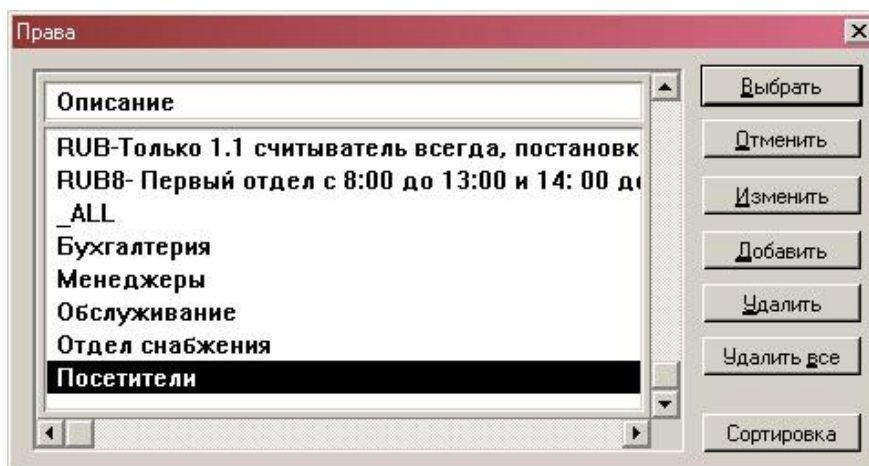 Права
Описание
RUB-Только 1.1 считыватель всегда, постановк
RUB8- Первый отдел с 8:00 до 13:00 и 14: 00 до
_ALL
Бухгалтерия
Менеджеры
Обслуживание
Отдел снабжения
Посетители
Выбрать
Отменить
Изменить
Добавить
Удалить
Удалить все
Сортировка